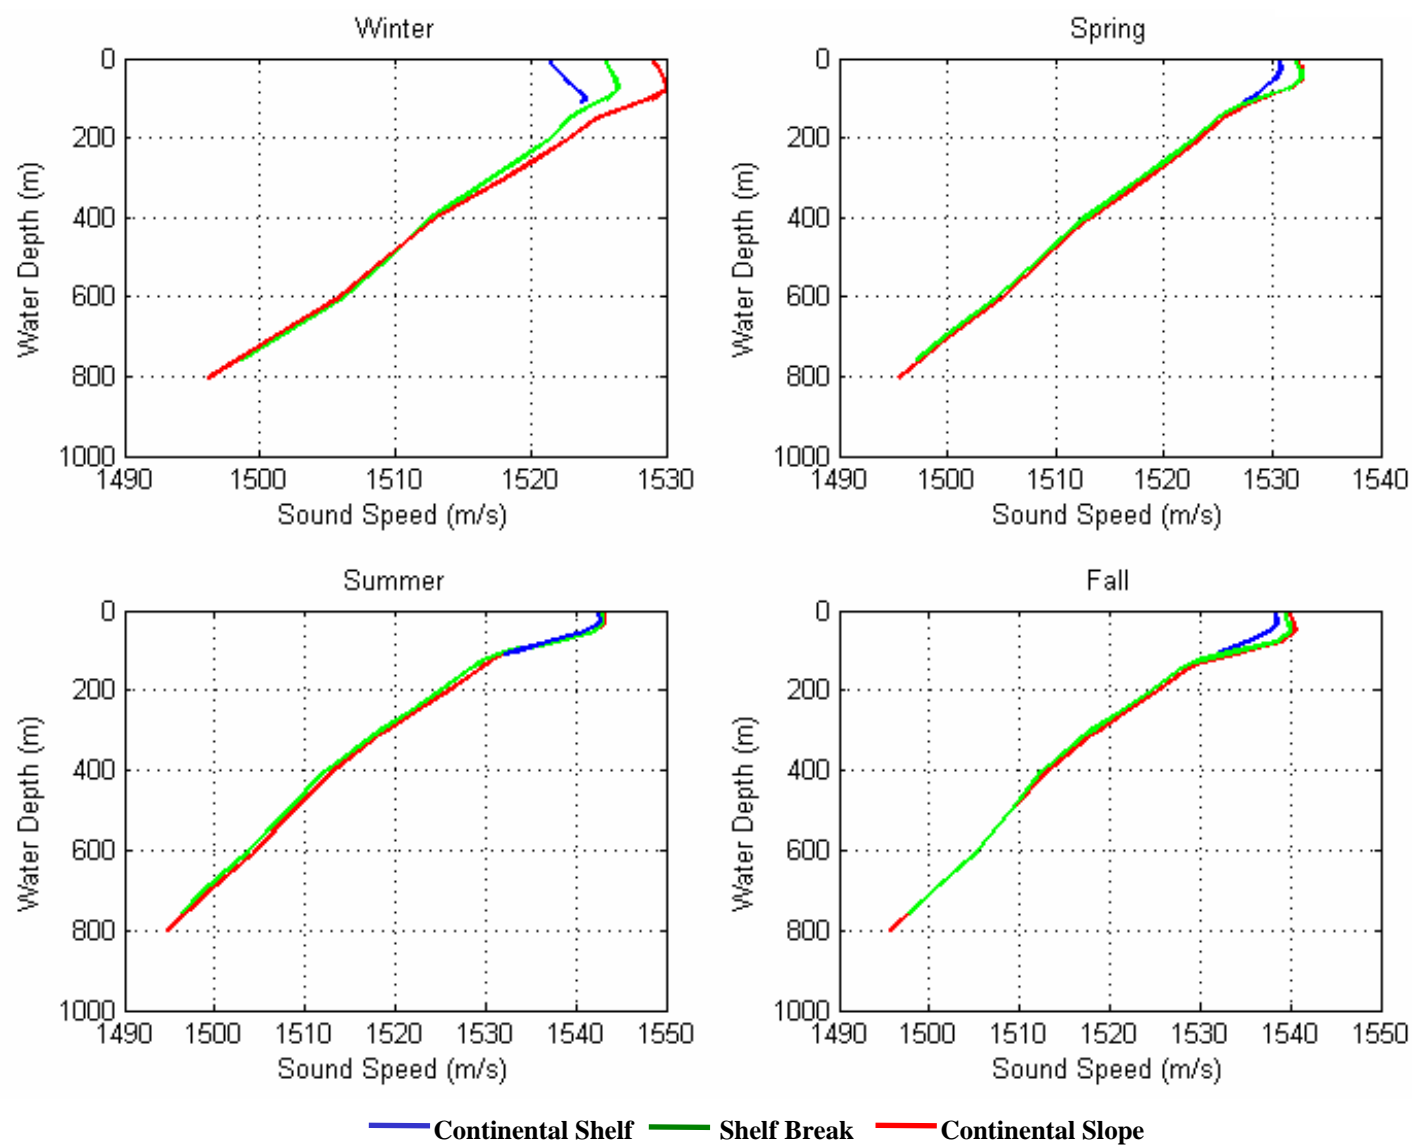 Winter
0
200
400
600
800
1000
Water Depth (m)
1490 1500 1510 1520 1530
Sound Speed (m/s)
Spring
0
200
400
600
800
1000
Water Depth (m)
1490 1500 1510 1520 1530 1540
Sound Speed (m/s)
Summer
0
200
400
600
800
1000
Water Depth (m)
1490 1500 1510 1520 1530 1540 1550
Sound Speed (m/s)
Fall
0
200
400
600
800
1000
Water Depth (m)
1490 1500 1510 1520 1530 1540 1550
Sound Speed (m/s)
Continental Shelf Shelf Break Continental Slope